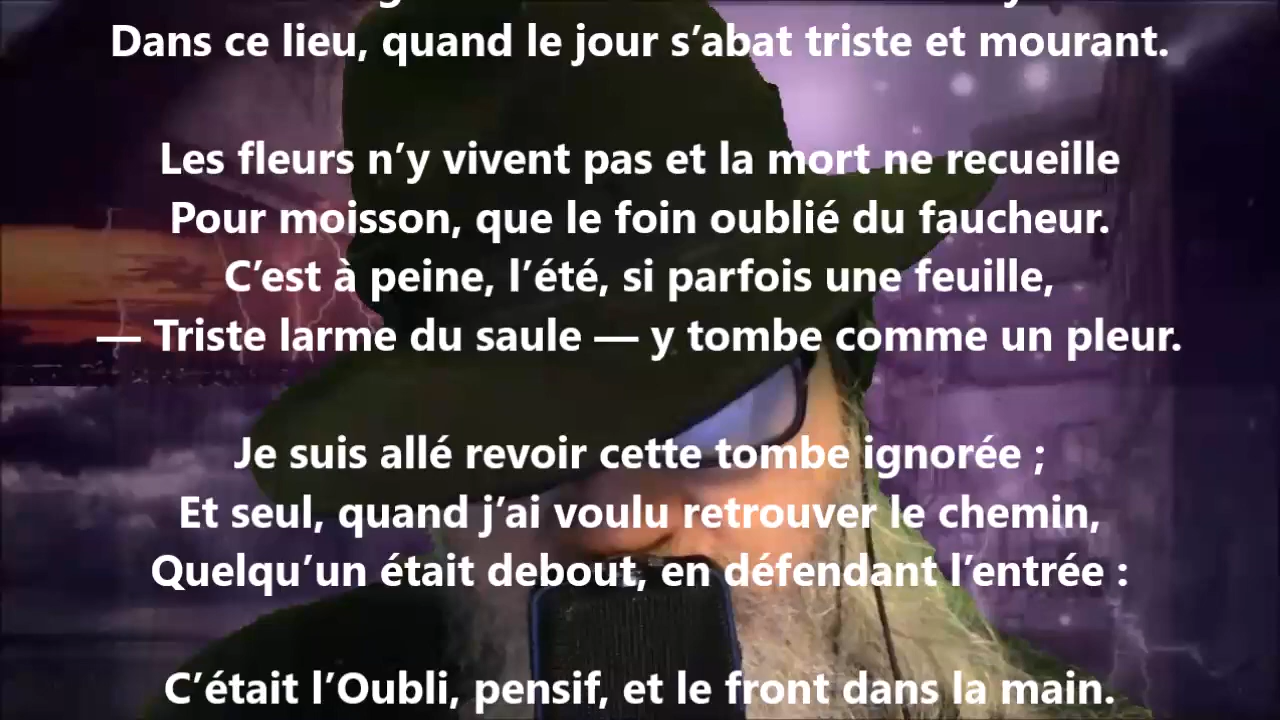 Dans ce lieu, quand le jour s’abat triste et mourant.
Les fleurs n’y vivent pas et la mort ne recueille
Pour moisson, que le foin oublié du faucheur.
C’est à peine, l’été, si parfois une feuille,
— Triste larme du saule — y tombe comme un pleur.
Je suis allé revoir cette tombe ignorée ;
Et seul, quand j’ai voulu retrouver le chemin,
Quelqu’un était debout, en défendant l’entrée :
C’était l’Oubli, pensif, et le front dans la main.